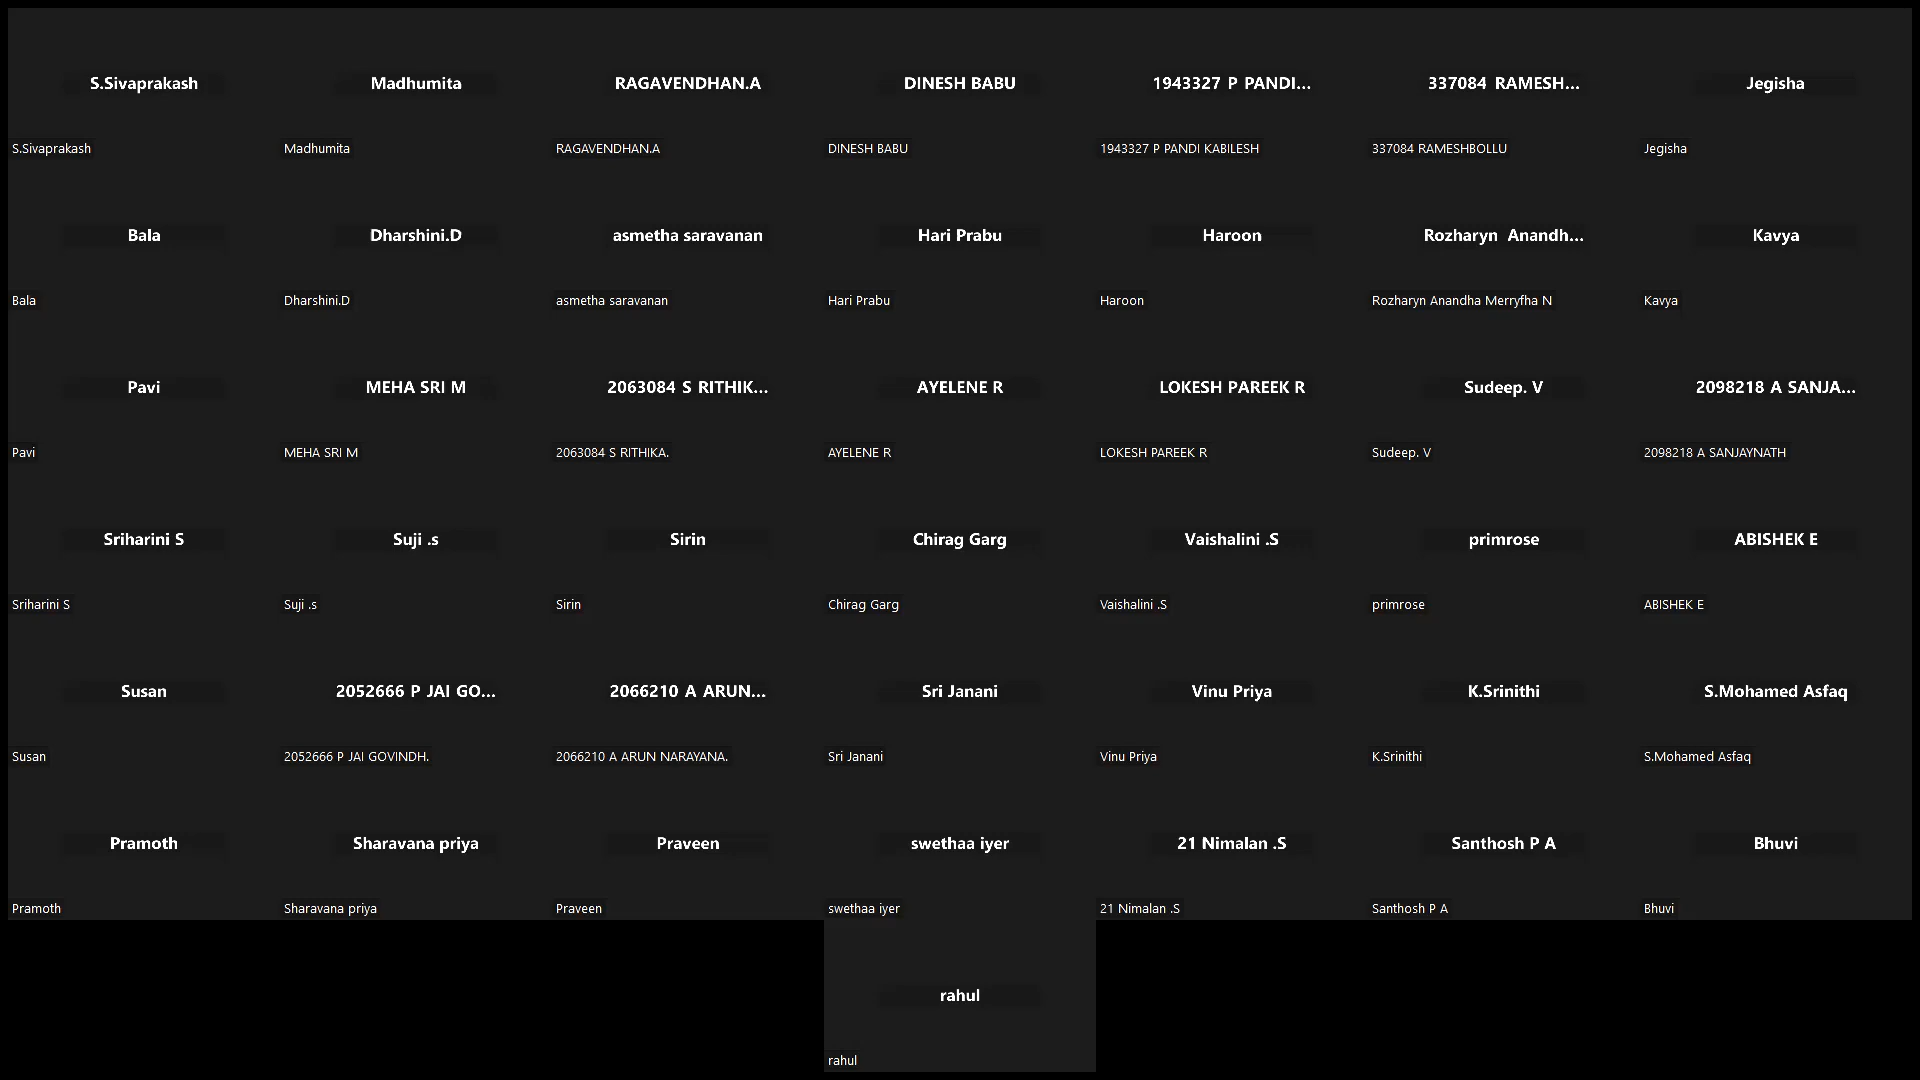 S.Sivaprakash Madhumita RAGAVENDHAN.A DINESH BABU 1943327 P PANDI... 337084 RAMESH... Jegisha
S.Sivaprakash Madhumita RAGAVENDHAN.A DINESH BABU 1943327 P PANDI KABILESH 337084 RAMESHBOLLU Jegisha
Bala Dharshini.D asmetha saravanan Hari Prabu Haroon Rozharyn Anandh... Kavya
Bala Dharshini.D asmetha saravanan Hari Prabu Haroon Rozharyn Anandha Merryfha N Kavya
Pavi MEHA SRI M 2063084 S RITHIK... AYELENE R LOKESH PAREEK R Sudeep. V 2098218 A SANJA...
Pavi MEHA SRI M 2063084 S RITHIKA. AYELENE R LOKESH PAREEK R Sudeep. V 2098218 A SANJAYNATH
Sriharini S Suji .s Sirin Chirag Garg Vaishalini .S primrose ABISHEK E
Sriharini S Suji .s Sirin Chirag Garg Vaishalini .S primrose ABISHEK E
Susan 2052666 P JAI GO... 2066210 A ARUN... Sri Janani Vinu Priya K.Srinithi S.Mohamed Asfaq
Susan 2052666 P JAI GOVINDH. 2066210 A ARUN NARAYANA. Sri Janani Vinu Priya K.Srinithi S.Mohamed Asfaq
Pramoth Sharavana priya Praveen swethaa iyer 21 Nimalan .S Santhosh P A Bhuvi
Pramoth Sharavana priya Praveen swethaa iyer 21 Nimalan .S Santhosh P A Bhuvi
rahul
rahul